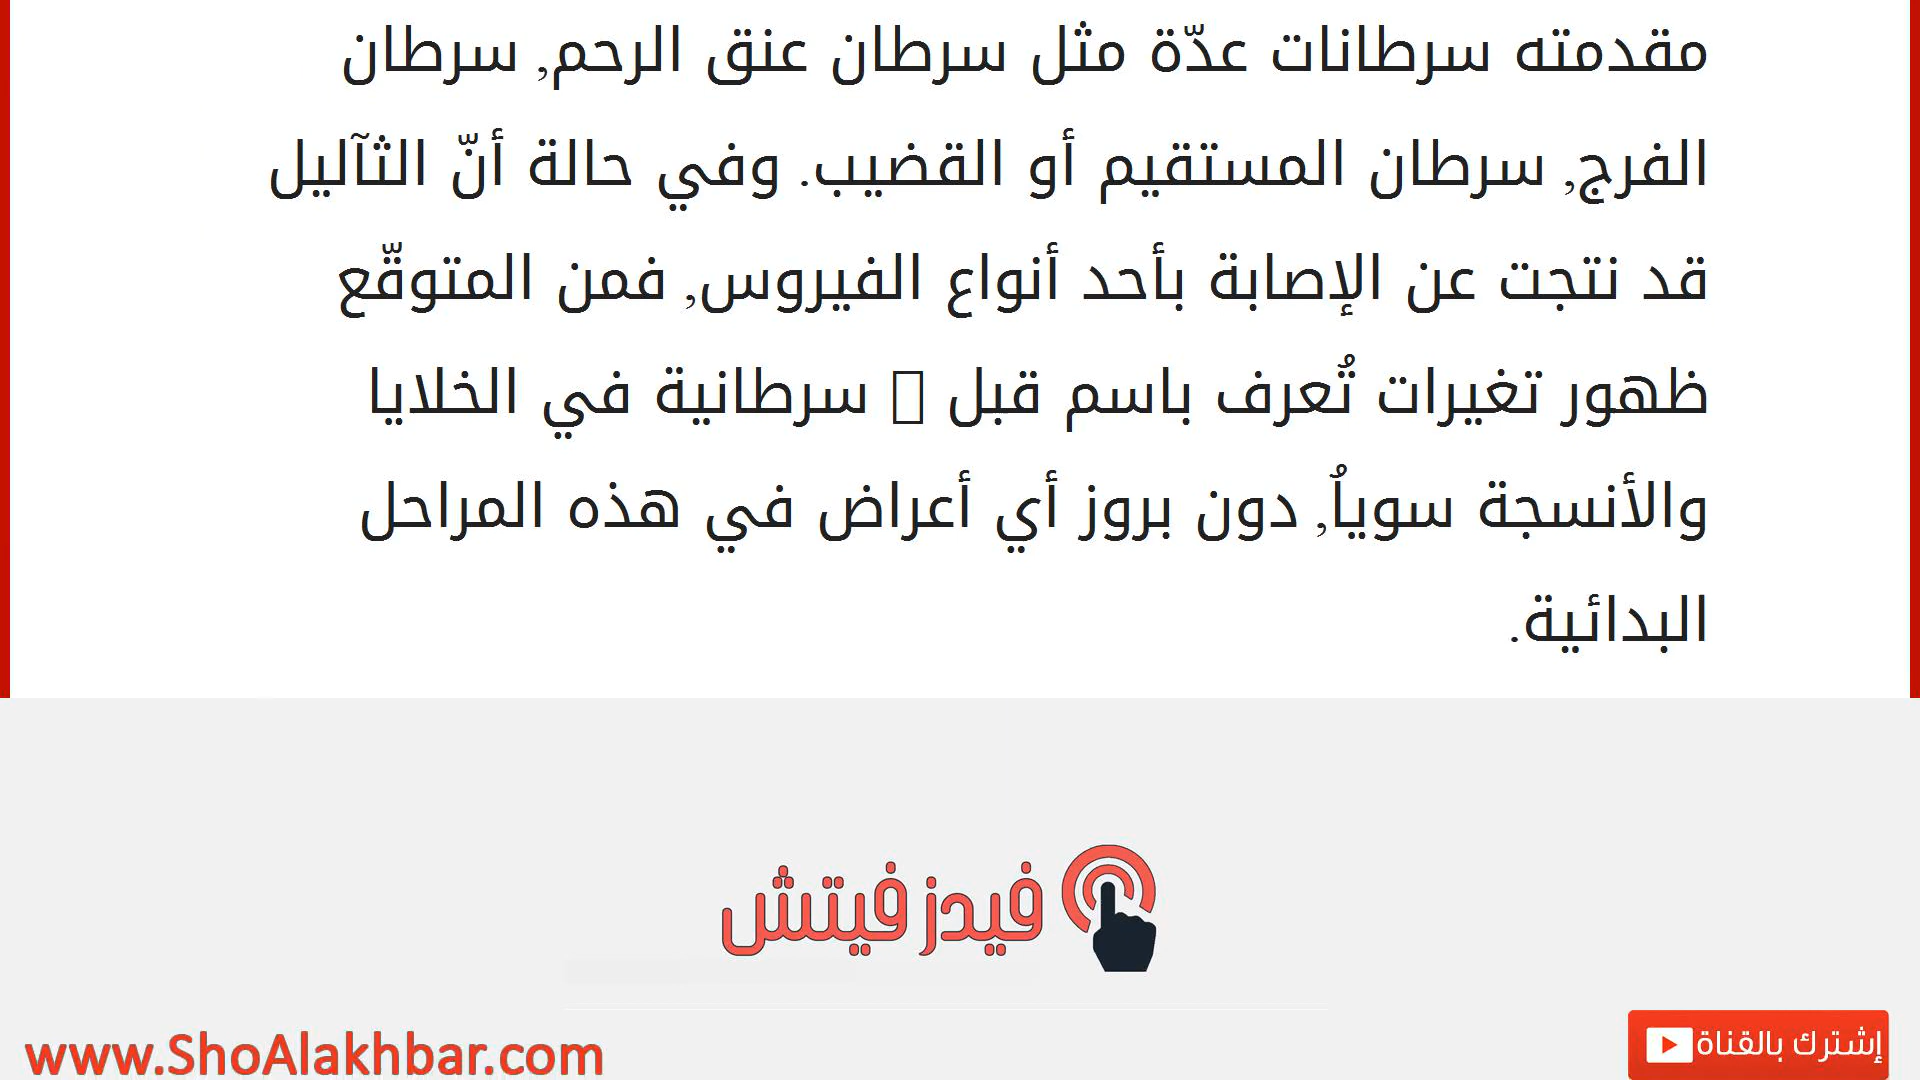 مقدمته سرطانات عدّة مثل سرطان عنق الرحم, سرطان
الفرج, سرطان المستقيم أو القضيب. وفي حالة أنّ الثآليل
قد نتجت عن الإصابة بأحد أنواع الفيروس, فمن المتوقّع
ظهور تغيرات تُعرف باسم قبل  سرطانية في الخلايا
والأنسجة سوياُ, دون بروز أي أعراض في هذه المراحل
البدائية.
فيدز فيتش
www.ShoAlakhbar.com
إشترك بالقناة